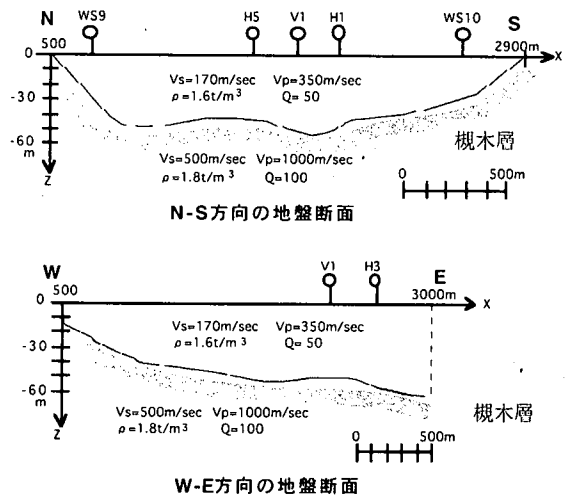 N S
WS9 H5 V1 H1 WS10
500 2900m
0 X
Vs=170m/sec Vp=350m/sec
ρ=1.6t/m³ Q= 50
-30
-60
m
Z
Vs=500m/sec Vp=1000m/sec
ρ=1.8t/m³ Q=100
槻木層
0 500m
N-S方向の地盤断面
W E
V1 H3
500 3000m
0 X
Vs=170m/sec Vp=350m/sec
ρ=1.6t/m³ Q= 50
-30
-60
m
Z
Vs=500m/sec Vp=1000m/sec
ρ=1.8t/m³ Q=100
槻木層
0 500m
W-E方向の地盤断面